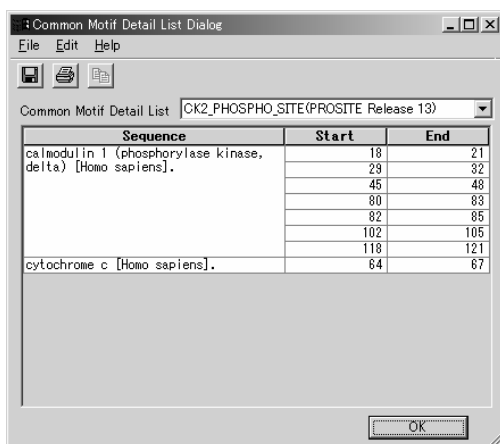 Common Motif Detail List Dialog
File Edit Help
Common Motif Detail List CK2_PHOSPHO_SITE(PROSITE Release 13)
Sequence Start End
calmodulin 1 (phosphorylase kinase, 18 21
delta) [Homo sapiens]. 29 32
45 48
80 83
82 85
102 105
118 121
cytochrome c [Homo sapiens]. 64 67
OK